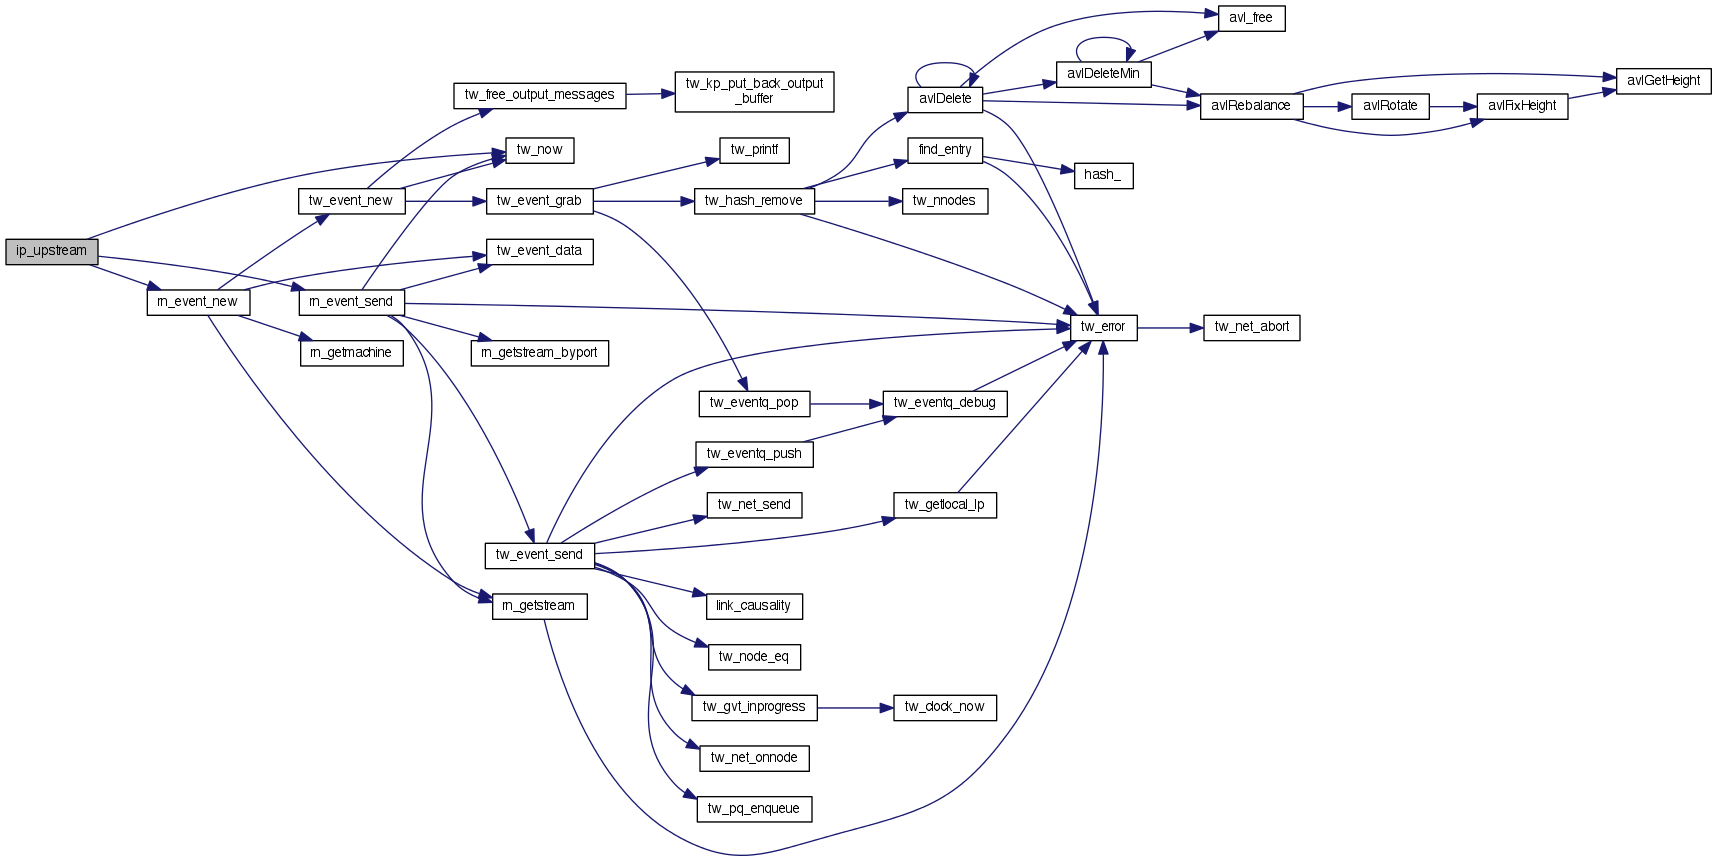 avl_free
avlDeleteMin
avlGetHeight
tw_free_output_messages
tw_kp_put_back_output
_buffer
avlDelete
avlRebalance
avlRotate
avlFixHeight
tw_now
tw_printf
find_entry
hash_
tw_event_new
tw_event_grab
tw_hash_remove
tw_nnodes
ip_upstream
tw_event_data
rn_event_new
rn_event_send
tw_error
tw_net_abort
rn_getmachine
rn_getstream_byport
tw_eventq_pop
tw_eventq_debug
tw_eventq_push
tw_net_send
tw_getlocal_lp
tw_event_send
rn_getstream
link_causality
tw_node_eq
tw_gvt_inprogress
tw_clock_now
tw_net_onnode
tw_pq_enqueue